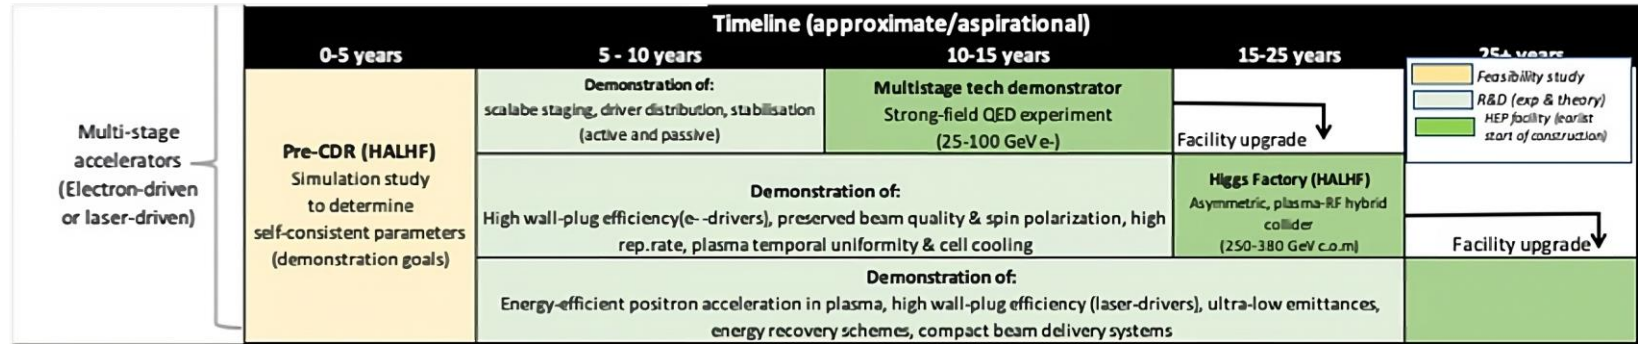 Timeline (approximate/aspirational)
0-5 years
5 - 10 years
10-15 years
15-25 years
25+ years
Feasibility study
R&D (exp & theory)
HEP facility (earlist
start of construction)
Multi-stage
accelerators
(Electron-driven
or laser-driven)
Pre-CDR (HALHF)
Simulation study
to determine
self-consistent parameters
(demonstration goals)
Demonstration of:
scalabe staging, driver distribution, stabilisation
(active and passive)
Multistage tech demonstrator
Strong-field QED experiment
(25-100 GeV e-)
Facility upgrade
Demonstration of:
High wall-plug efficiency(e- -drivers), preserved beam quality & spin polarization, high
rep.rate, plasma temporal uniformity & cell cooling
Higgs Factory (HALHF)
Asymmetric, plasma-RF hybrid
collider
(250-380 GeV c.o.m)
Facility upgrade
Demonstration of:
Energy-efficient positron acceleration in plasma, high wall-plug efficiency (laser-drivers), ultra-low emittances,
energy recovery schemes, compact beam delivery systems